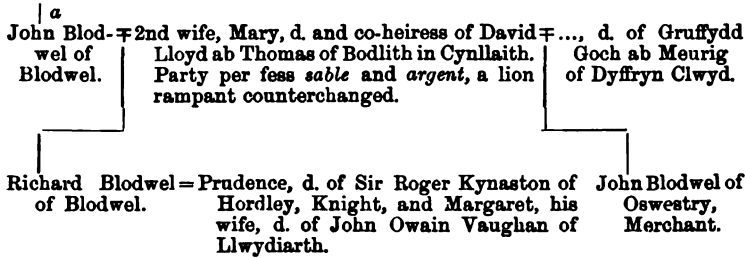 a
John Blod-╤2nd wife, Mary, d. and co-heiress of David╤..., d. of Gruffydd
wel of Lloyd ab Thomas of Bodlith in Cynllaith. Goch ab Meurig
Blodwel. Party per fess sable and argent, a lion of Dyffryn Clwyd.
rampant counterchanged.
Richard Blodwel=Prudence, d. of Sir Roger Kynaston of John Blodwel of
of Blodwel. Hordley, Knight, and Margaret, his Oswestry,
wife, d. of John Owain Vaughan of Merchant.
Llwydiarth.